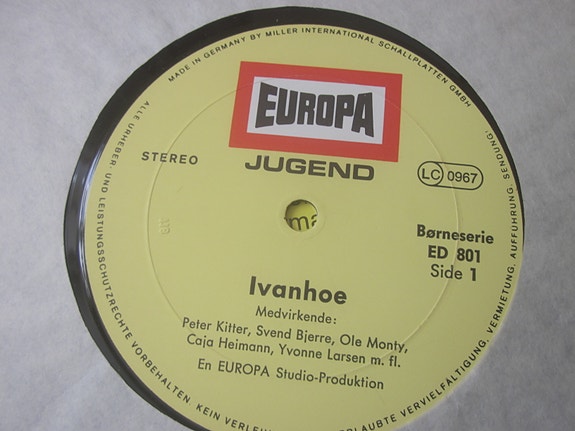 MADE IN GERMANY BY MILLER INTERNATIONAL SCHALLPLATTEN GMBH
EUROPA
JUGEND
STEREO
LC 0967
Børneserie
ED 801
Side 1
Ivanhoe
Medvirkende:
Peter Kitter, Svend Bjerre, Ole Monty,
Caja Heimann, Yvonne Larsen m. fl.
En EUROPA Studio-Produktion
ALLE URHEBER- UND LEISTUNGSSCHUTZRECHTE VORBEHALTEN. KEIN VERLEIH! VERVIELFÄLTIGUNG, VERMIETUNG, AUFFÜHRUNG, SENDUNG!